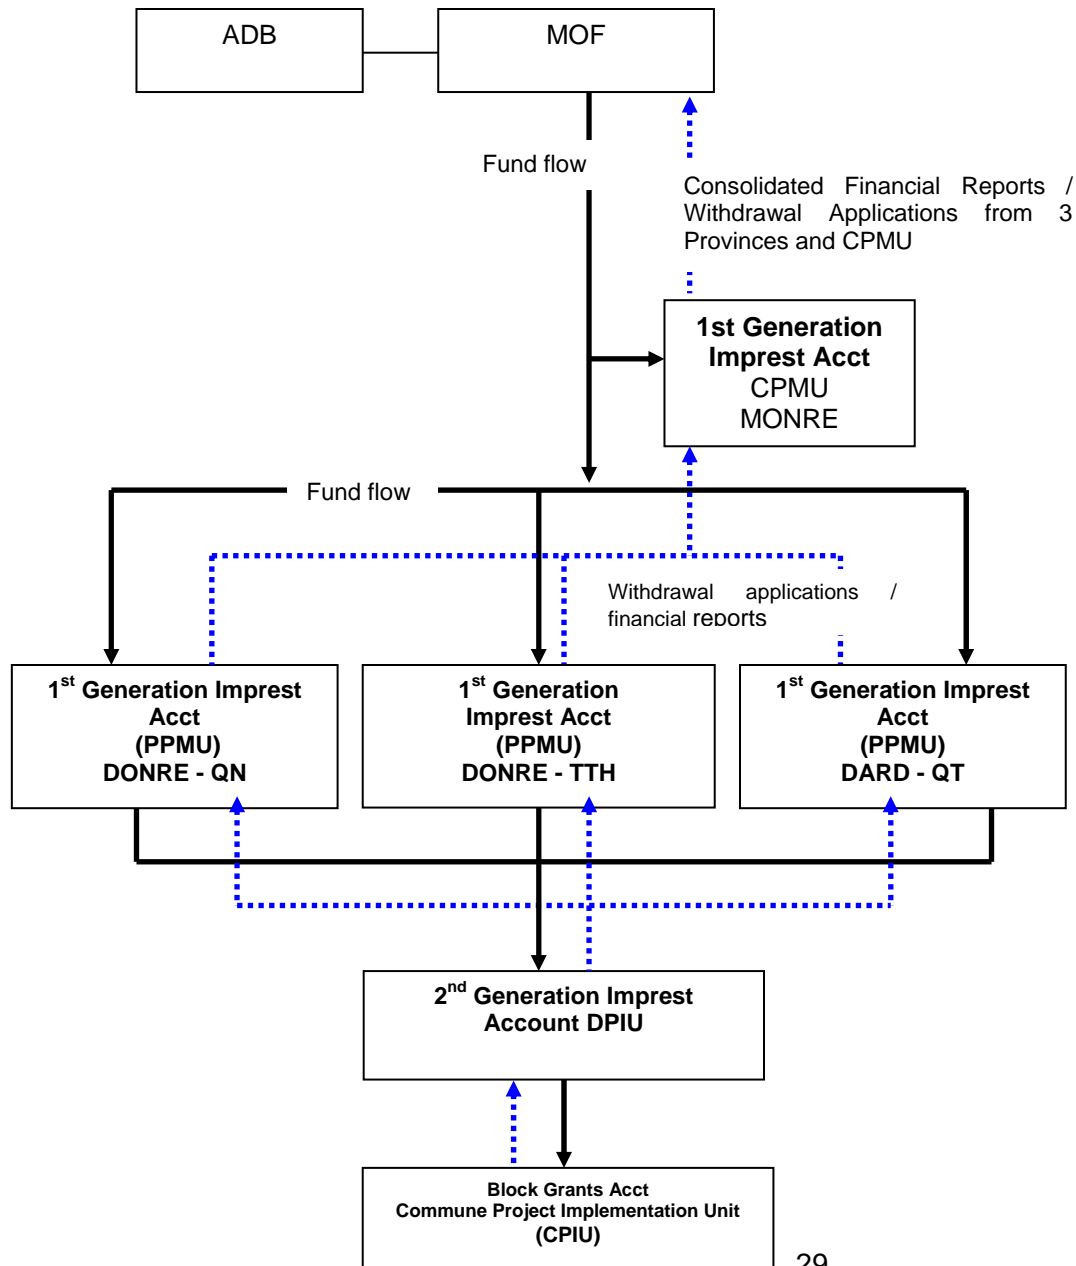 ADB
MOF
Fund flow
Consolidated Financial Reports /
Withdrawal Applications from 3
Provinces and CPMU
1st Generation
Imprest Acct
CPMU
MONRE
Fund flow
Withdrawal applications /
financial reports
1st Generation Imprest
Acct
(PPMU)
DONRE - QN
1st Generation
Imprest Acct
(PPMU)
DONRE - TTH
1st Generation Imprest
Acct
(PPMU)
DARD - QT
2nd Generation Imprest
Account DPIU
Block Grants Acct
Commune Project Implementation Unit
(CPIU)
29